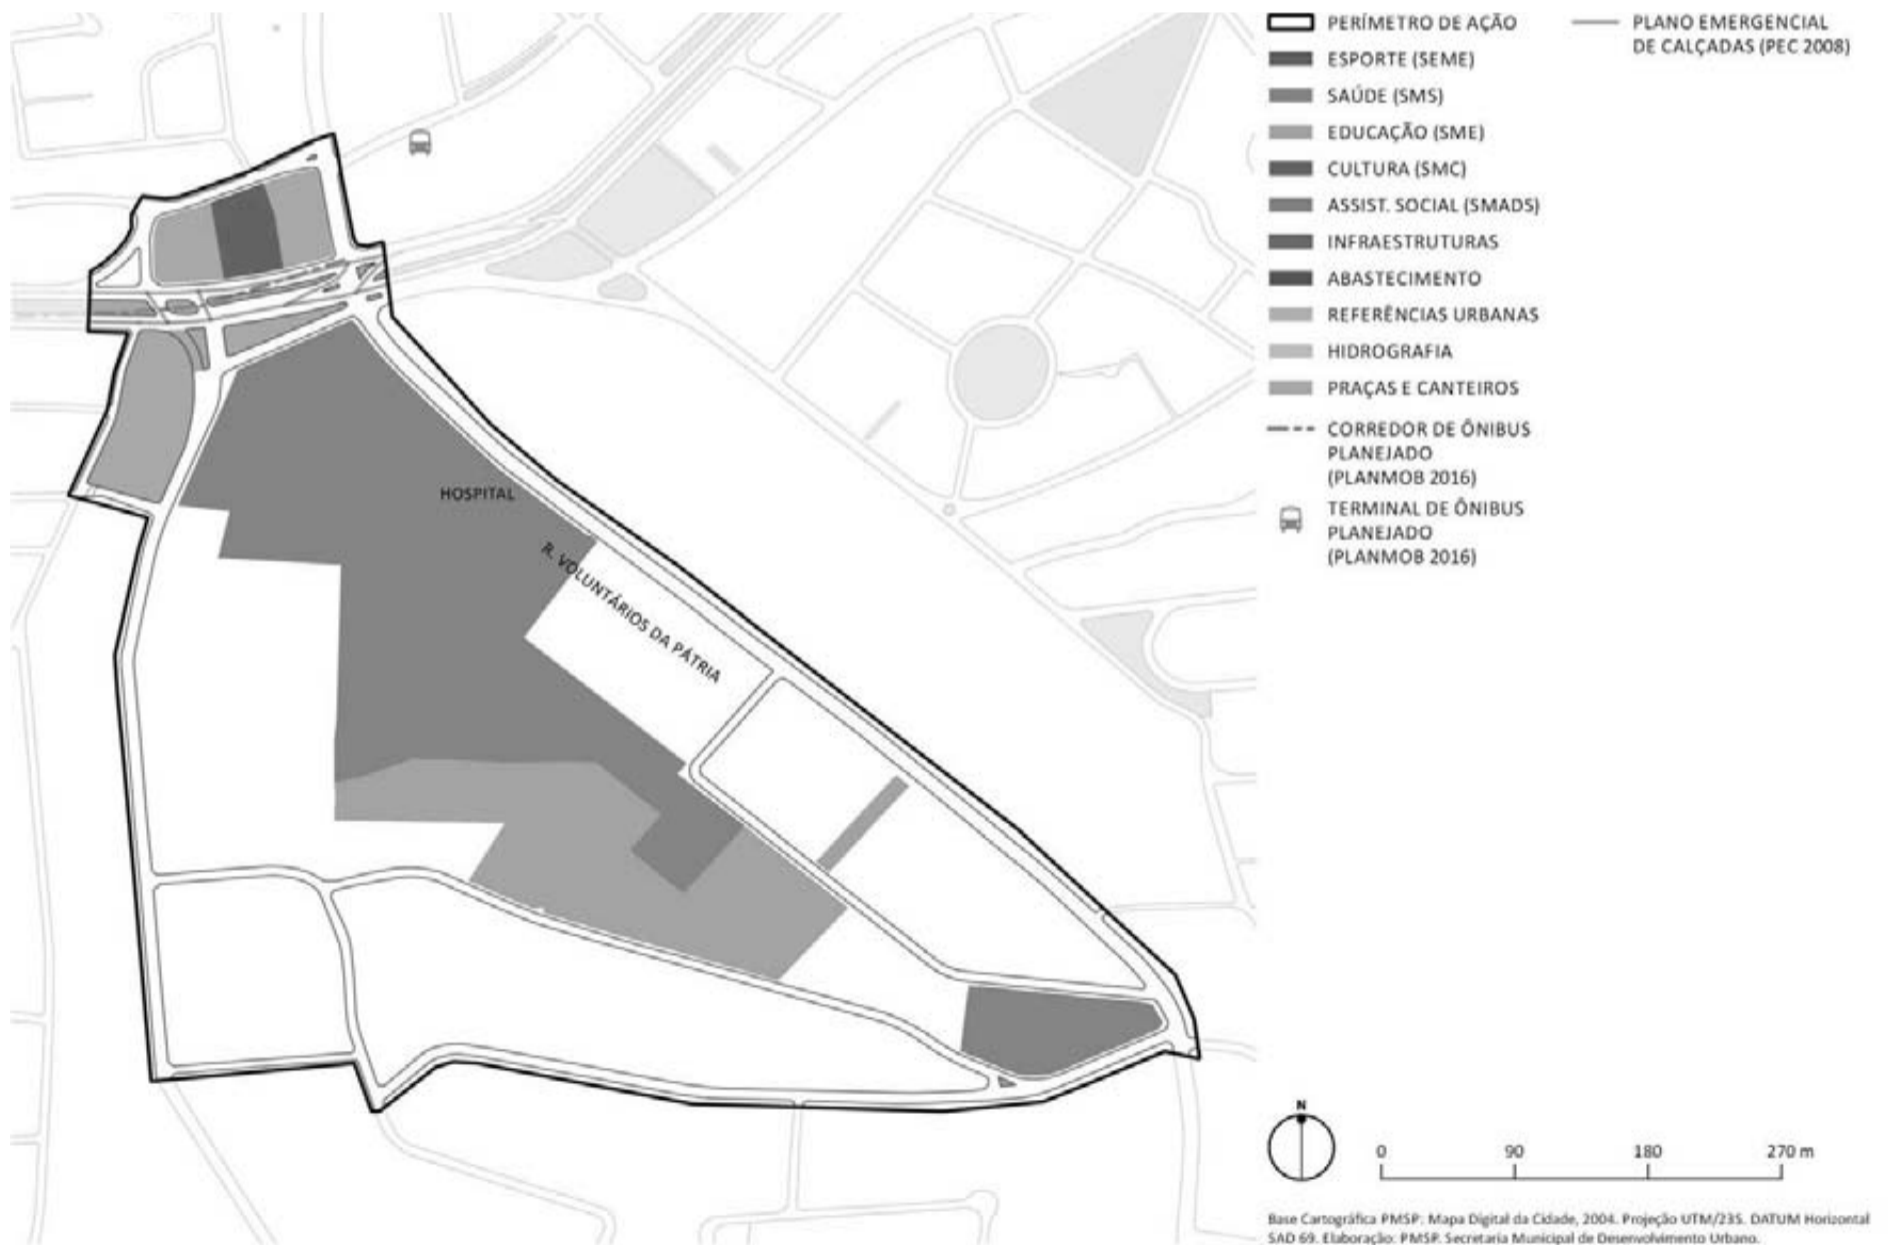 PERÍMETRO DE AÇÃO
ESPORTE (SEME)
SAÚDE (SMS)
EDUCAÇÃO (SME)
CULTURA (SMC)
ASSIST. SOCIAL (SMADS)
INFRAESTRUTURAS
ABASTECIMENTO
REFERÊNCIAS URBANAS
HIDROGRAFIA
PRAÇAS E CANTEIROS
CORREDOR DE ÔNIBUS
PLANEJADO
(PLANMOB 2016)
TERMINAL DE ÔNIBUS
PLANEJADO
(PLANMOB 2016)
PLANO EMERGENCIAL
DE CALÇADAS (PEC 2008)
HOSPITAL
R. VOLUNTÁRIOS DA PÁTRIA
N
0 90 180 270 m
Base Cartográfica PMSP: Mapa Digital da Cidade, 2004. Projeção UTM/23S. DATUM Horizontal
SAD 69. Elaboração: PMSP. Secretaria Municipal de Desenvolvimento Urbano.